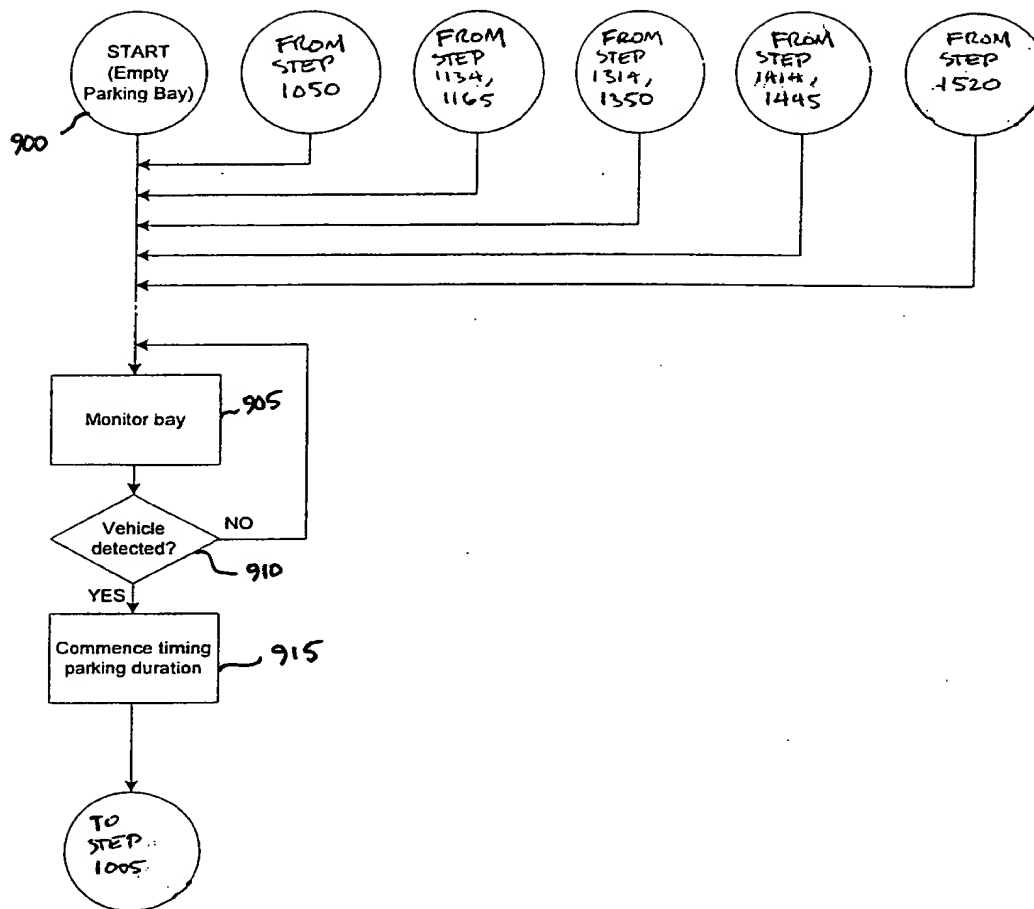 START
(Empty
Parking Bay)
900
FROM
STEP
1050
FROM
STEP
1134,
1165
FROM
STEP
1314,
1350
FROM
STEP
1414,
1445
FROM
STEP
1520
Monitor bay
905
Vehicle
detected?
NO
910
YES
Commence timing
parking duration
915
TO
STEP
1005